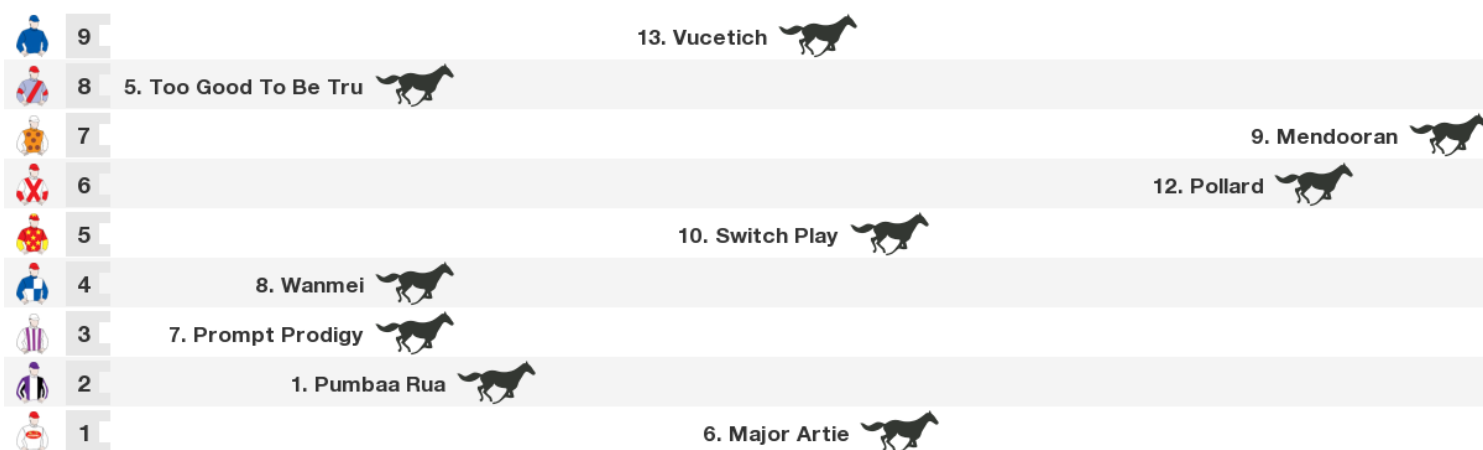 9 13. Vucetich
8 5. Too Good To Be Tru
7 9. Mendooran
6 12. Pollard
5 10. Switch Play
4 8. Wanmei
3 7. Prompt Prodigy
2 1. Pumbaa Rua
1 6. Major Artie